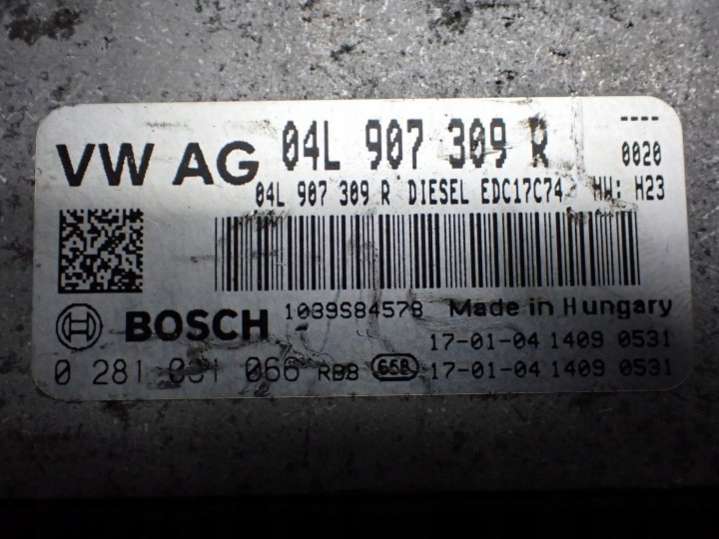 VW AG 04L 907 309 R
----
0020
04L 907 309 R DIESEL EDC17C74 HW: H23
BOSCH 1039S84578 Made in Hungary
17-01-04 1409 0531
0 281 031 066 RB8 658 17-01-04 1409 0531